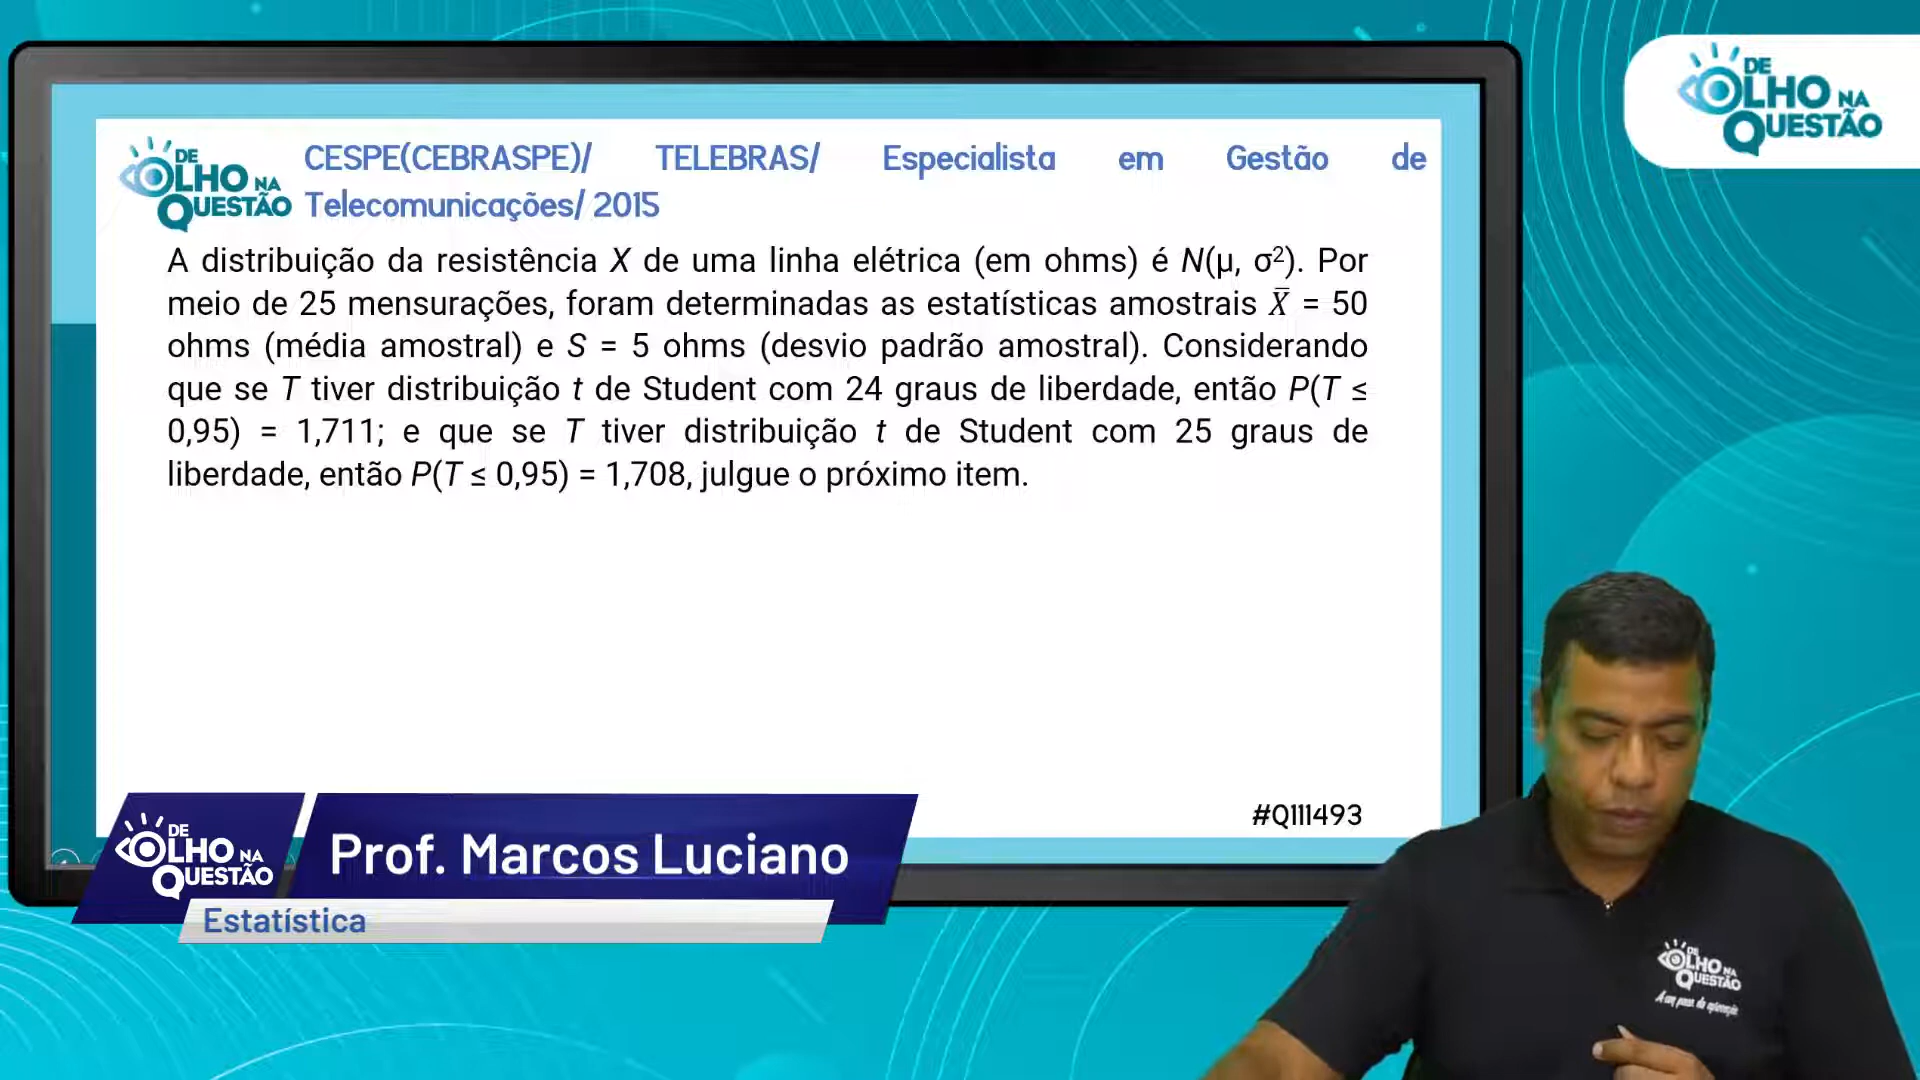 DE
OLHO NA
QUESTÃO
DE
OLHO NA
QUESTÃO
CESPE(CEBRASPE)/ TELEBRAS/ Especialista em Gestão de
Telecomunicações/ 2015
A distribuição da resistência X de uma linha elétrica (em ohms) é N(μ, σ²). Por
meio de 25 mensurações, foram determinadas as estatísticas amostrais X̄ = 50
ohms (média amostral) e S = 5 ohms (desvio padrão amostral). Considerando
que se T tiver distribuição t de Student com 24 graus de liberdade, então P(T ≤
0,95) = 1,711; e que se T tiver distribuição t de Student com 25 graus de
liberdade, então P(T ≤ 0,95) = 1,708, julgue o próximo item.
#Q111493
DE
OLHO NA
QUESTÃO
Prof. Marcos Luciano
Estatística
DE
OLHO NA
QUESTÃO